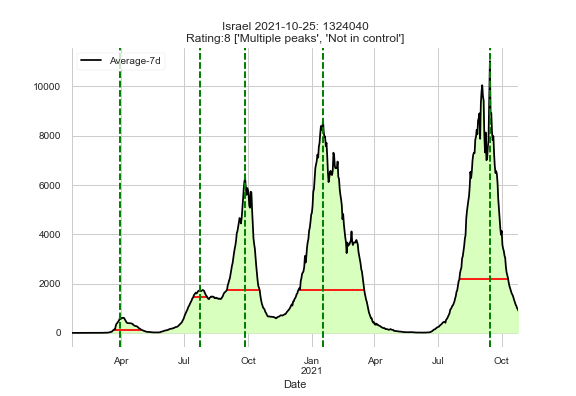 Israel 2021-10-25: 1324040
Rating:8 ['Multiple peaks', 'Not in control']
Average-7d
10000
8000
6000
4000
2000
0
Apr Jul Oct Jan Apr Jul Oct
2021
Date